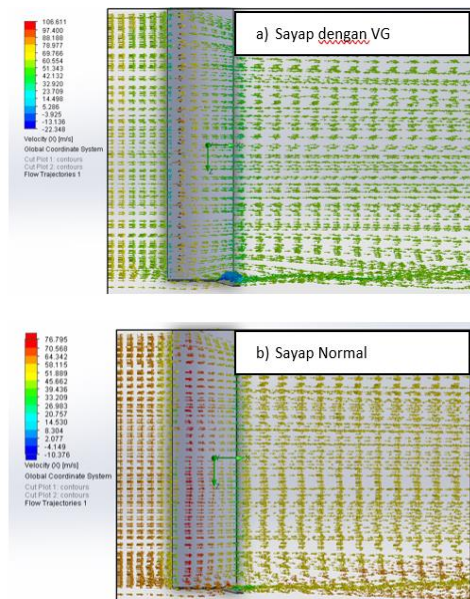 106.611
97.400
88.188
78.977
69.766
60.554
51.343
42.132
32.920
23.709
14.498
5.286
-3.925
-13.136
-22.348
Velocity (X) [m/s]
Global Coordinate System
Cut Plot 1: contours
Cut Plot 2: contours
Flow Trajectories 1
a) Sayap dengan VG
76.795
70.568
64.342
58.115
51.889
45.662
39.436
33.209
26.983
20.757
14.530
8.304
2.077
-4.149
-10.376
Velocity (X) [m/s]
Global Coordinate System
Cut Plot 1: contours
Cut Plot 2: contours
Flow Trajectories 1
b) Sayap Normal